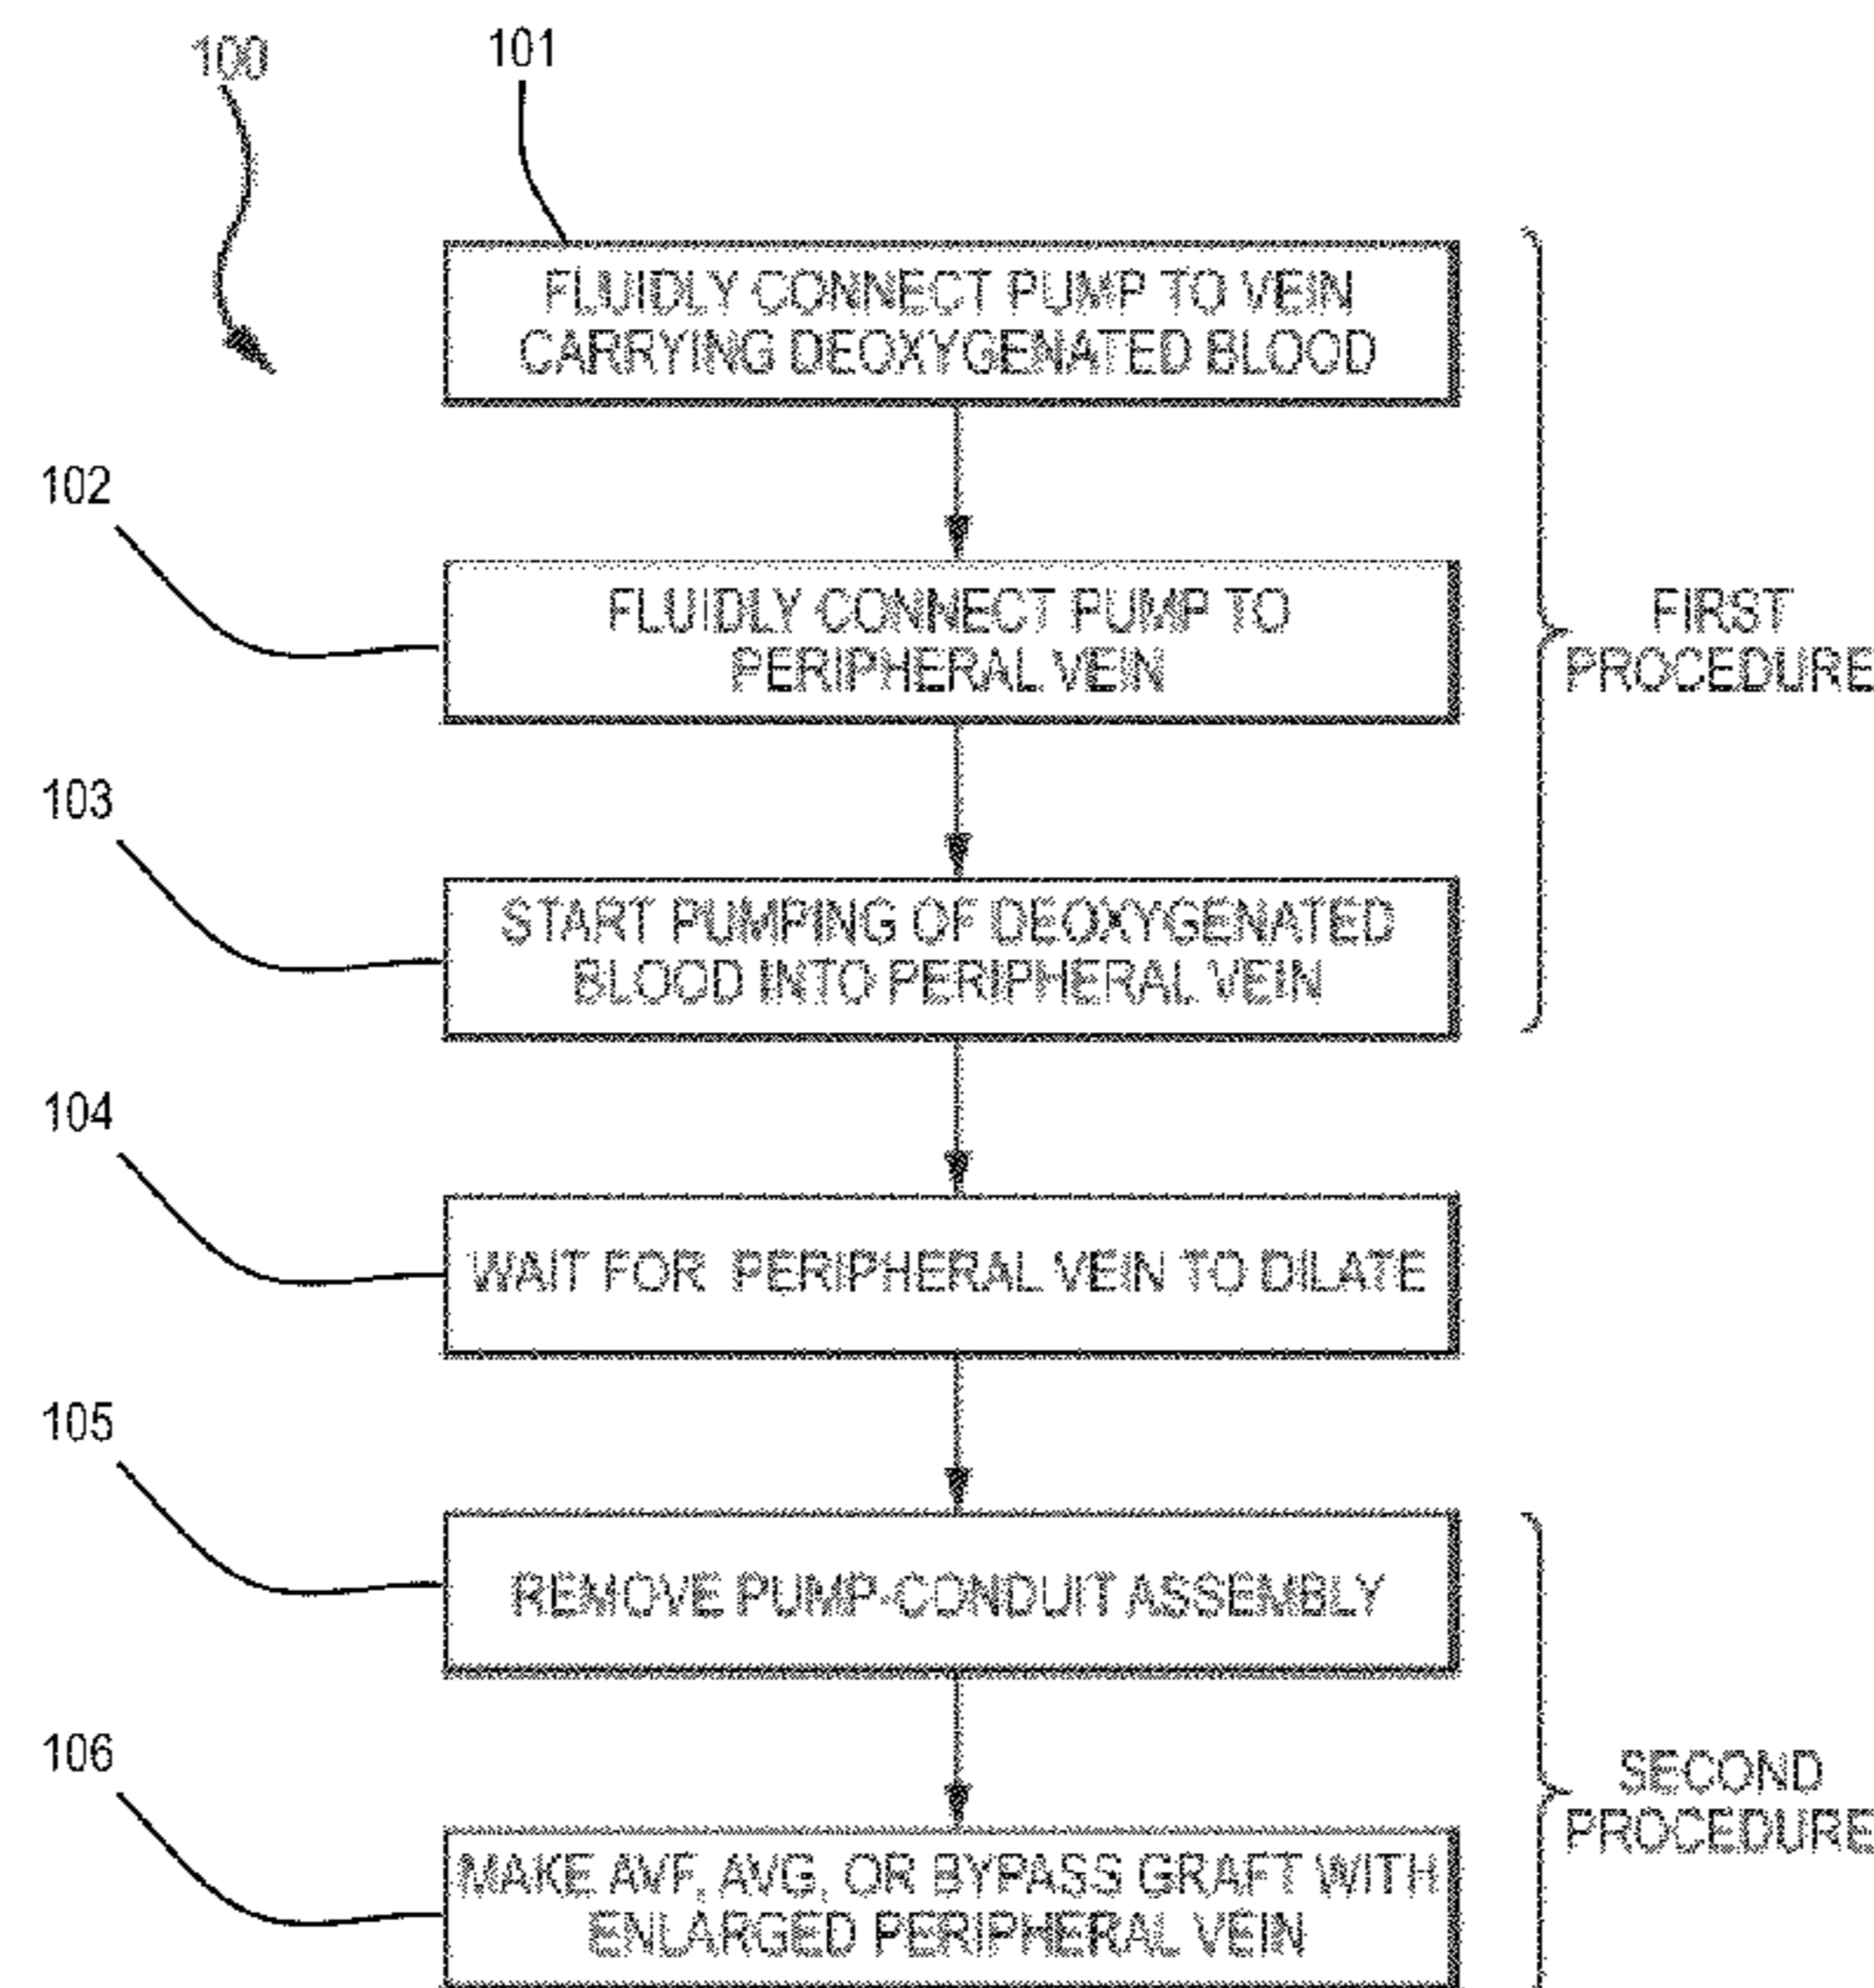 100
101
FLUIDLY CONNECT PUMP TO VEIN
CARRYING DEOXYGENATED BLOOD
102
FLUIDLY CONNECT PUMP TO
PERIPHERAL VEIN
FIRST
PROCEDURE
103
START PUMPING OF DEOXYGENATED
BLOOD INTO PERIPHERAL VEIN
104
WAIT FOR PERIPHERAL VEIN TO DILATE
105
REMOVE PUMP-CONDUIT ASSEMBLY
106
MAKE AVF, AVG, OR BYPASS GRAFT WITH
ENLARGED PERIPHERAL VEIN
SECOND
PROCEDURE